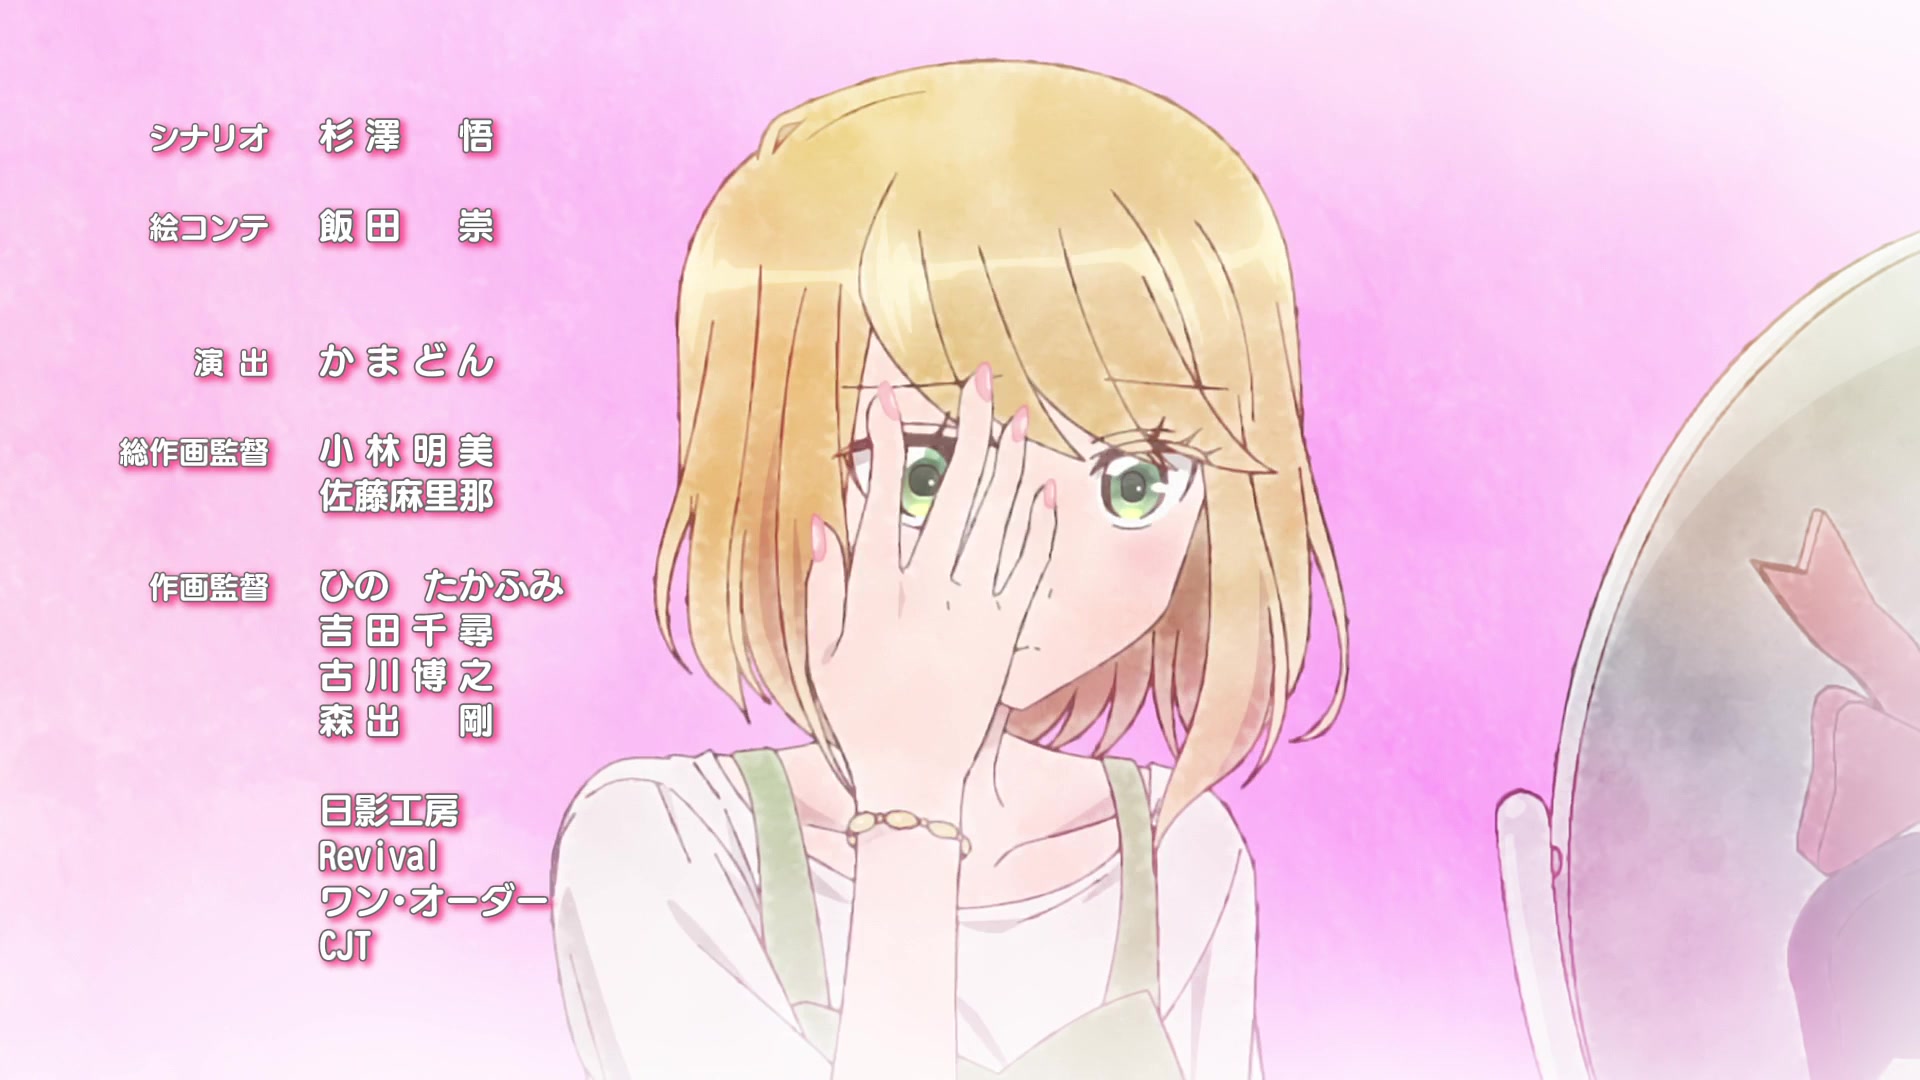 シナリオ 杉澤 悟
絵コンテ 飯田 崇
演出 かまどん
総作画監督 小林明美
佐藤麻里那
作画監督 ひの たかふみ
吉田千尋
古川博之
森出 剛
日影工房
Revival
ワン・オーダー
CJT